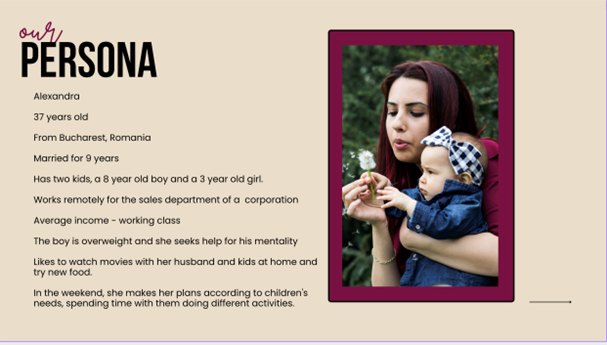 our
PERSONA
Alexandra
37 years old
From Bucharest, Romania
Married for 9 years
Has two kids, a 8 year old boy and a 3 year old girl.
Works remotely for the sales department of a  corporation
Average income - working class
The boy is overweight and she seeks help for his mentality
Likes to watch movies with her husband and kids at home and
try new food.
In the weekend, she makes her plans according to children's
needs, spending time with them doing different activities.